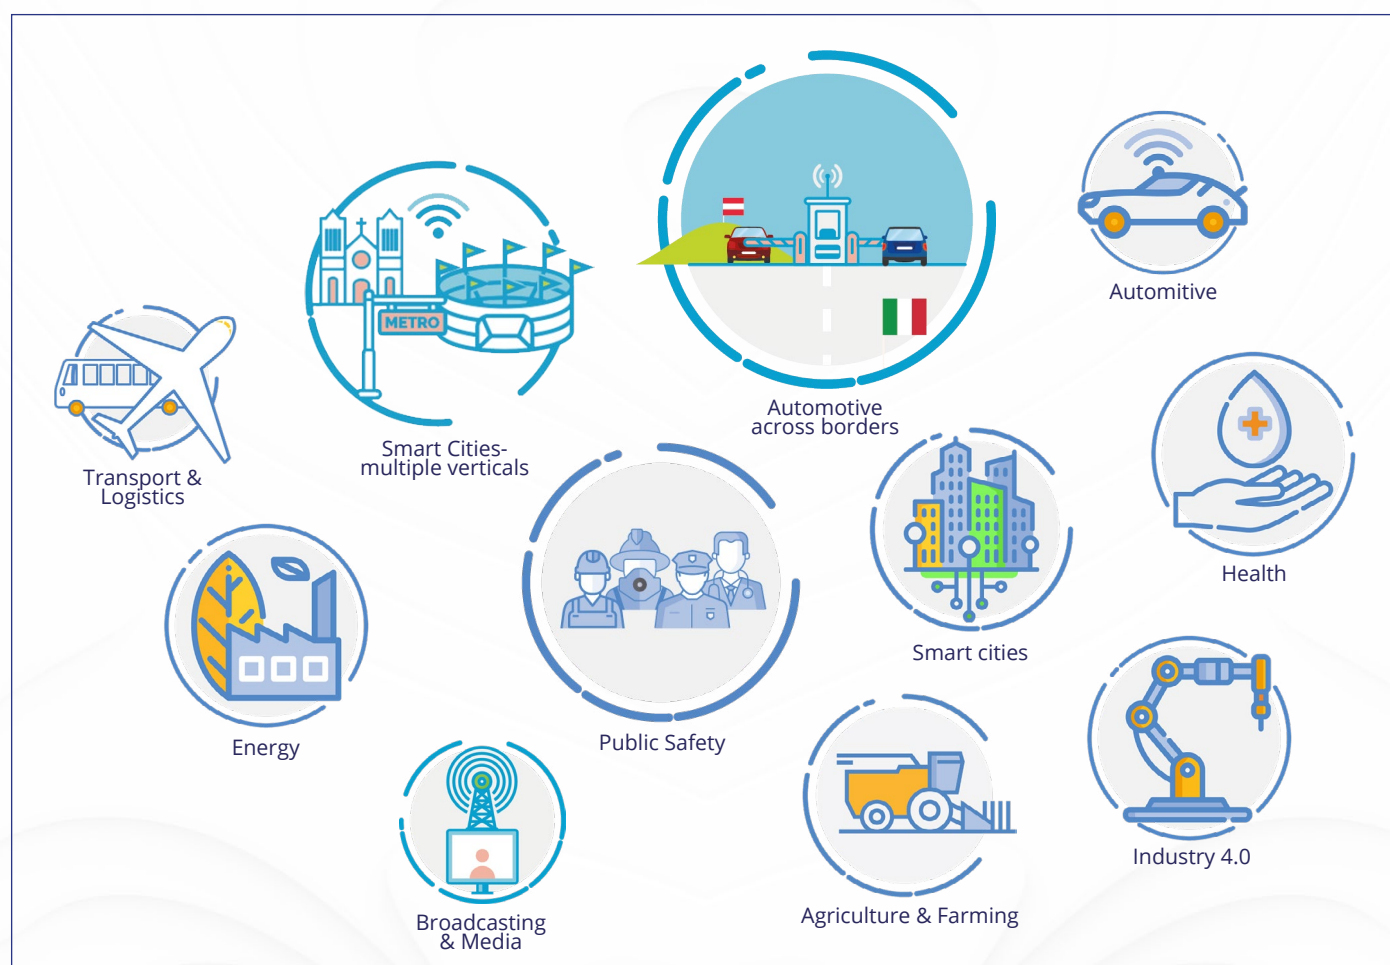 Automitive
METRO
Automotive
across borders
Smart Cities-
multiple verticals
Transport &
Logistics
Health
Smart cities
Energy
Public Safety
Industry 4.0
Agriculture & Farming
Broadcasting
& Media